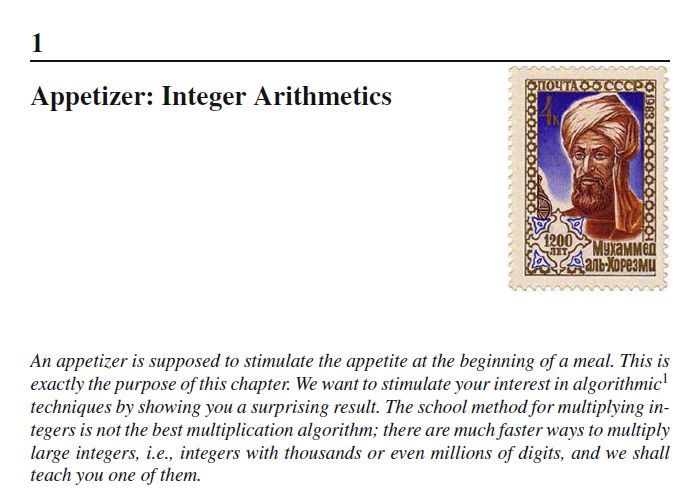 1
Appetizer: Integer Arithmetics
ПОЧТА СССР 1983
4к
1200
ЛЕТ
Мухаммед
аль-Хорезми
An appetizer is supposed to stimulate the appetite at the beginning of a meal. This is
exactly the purpose of this chapter. We want to stimulate your interest in algorithmic¹
techniques by showing you a surprising result. The school method for multiplying in-
tegers is not the best multiplication algorithm; there are much faster ways to multiply
large integers, i.e., integers with thousands or even millions of digits, and we shall
teach you one of them.